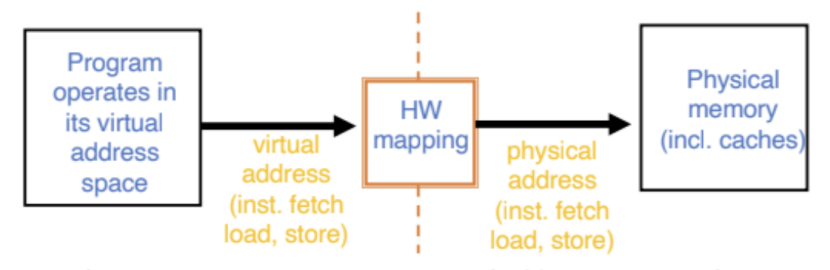 Program
operates in
its virtual
address
space
virtual
address
(inst. fetch
load, store)
HW
mapping
physical
address
(inst. fetch
load, store)
Physical
memory
(incl. caches)